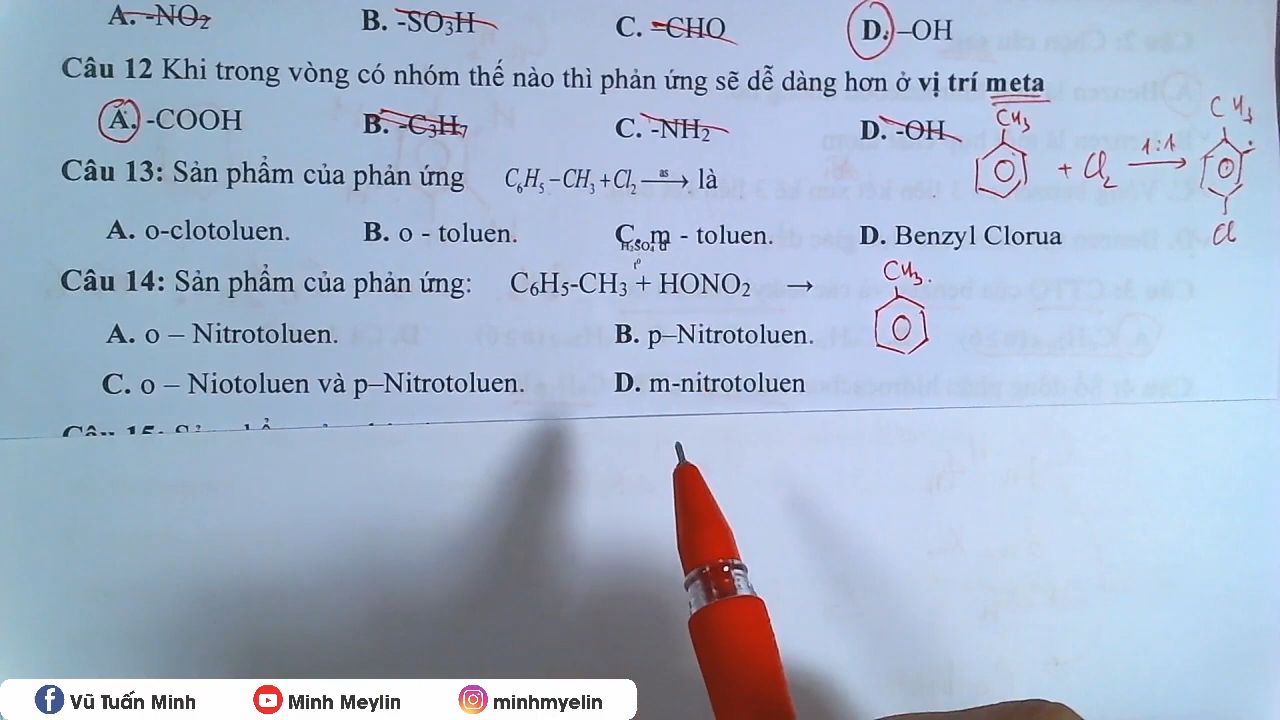 A. -NO2 B. -SO3H C. -CHO D. -OH
Câu 12 Khi trong vòng có nhóm thế nào thì phản ứng sẽ dễ dàng hơn ở vị trí meta
A. -COOH B. -C3H7 C. -NH2 D. -OH
CH3 + Cl2 1:1 → CH3 Cl
Câu 13: Sản phẩm của phản ứng C6H5-CH3+Cl2 as → là
A. o-clotoluen. B. o - toluen. C. m - toluen. D. Benzyl Clorua
Câu 14: Sản phẩm của phản ứng: C6H5-CH3 + HONO2 →
CH3
A. o – Nitrotoluen. B. p–Nitrotoluen.
C. o – Niotoluen và p–Nitrotoluen. D. m-nitrotoluen
Vũ Tuấn Minh Minh Meylin minhmyelin